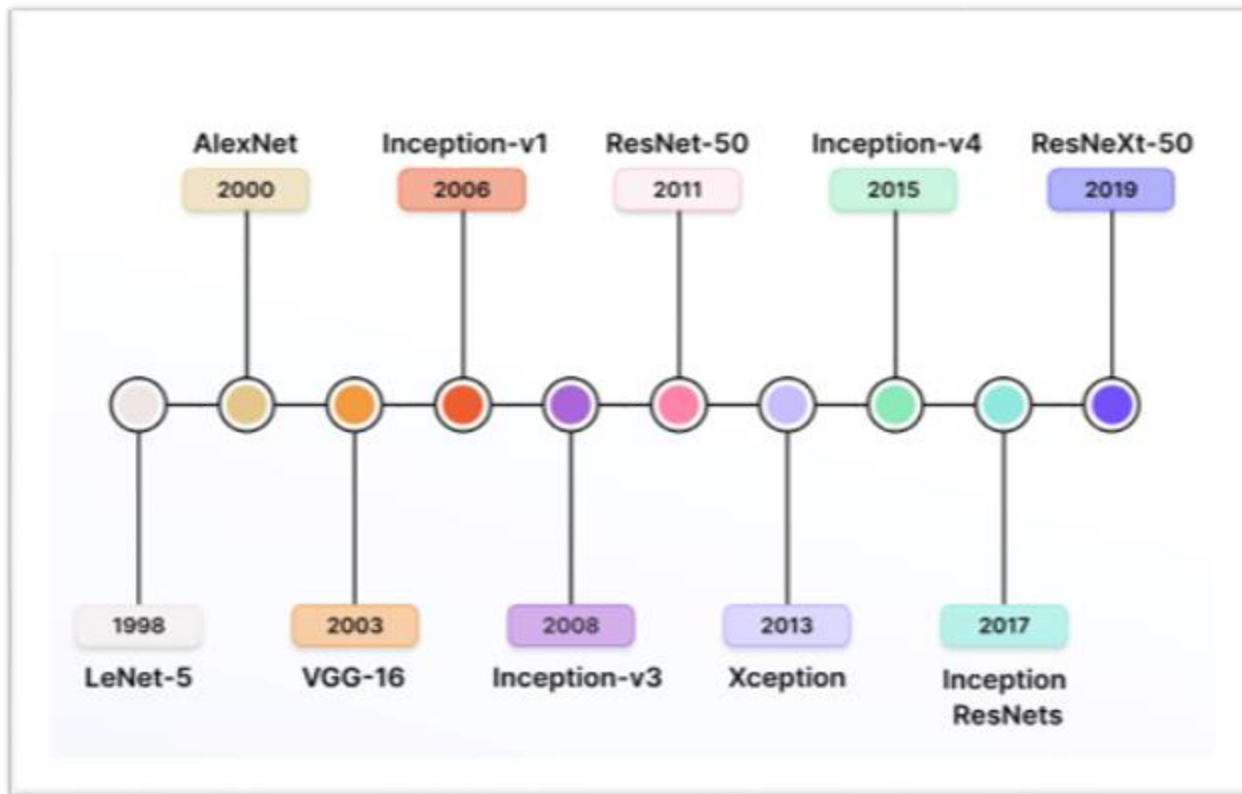 AlexNet
2000
Inception-v1
2006
ResNet-50
2011
Inception-v4
2015
ResNeXt-50
2019
1998
LeNet-5
2003
VGG-16
2008
Inception-v3
2013
Xception
2017
Inception
ResNets